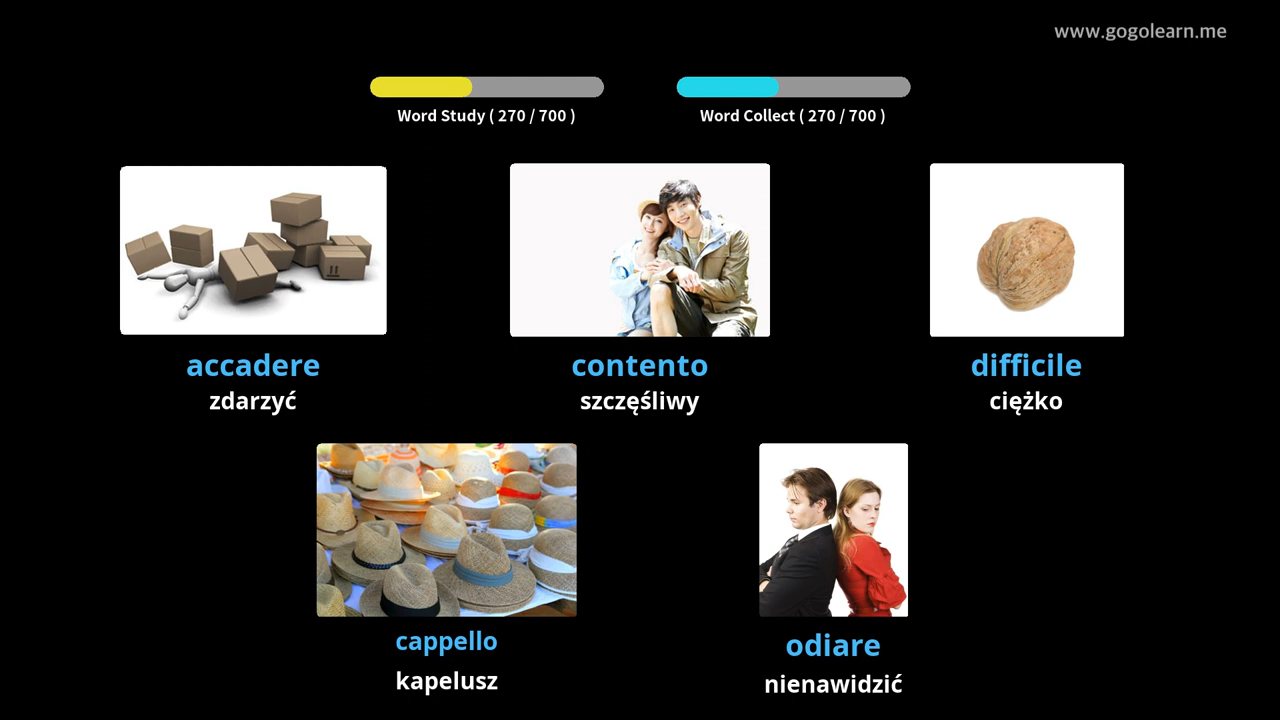 www.gogolearn.me
Word Study ( 270 / 700 )
Word Collect ( 270 / 700 )
accadere
zdarzyć
contento
szczęśliwy
difficile
ciężko
cappello
kapelusz
odiare
nienawidzić